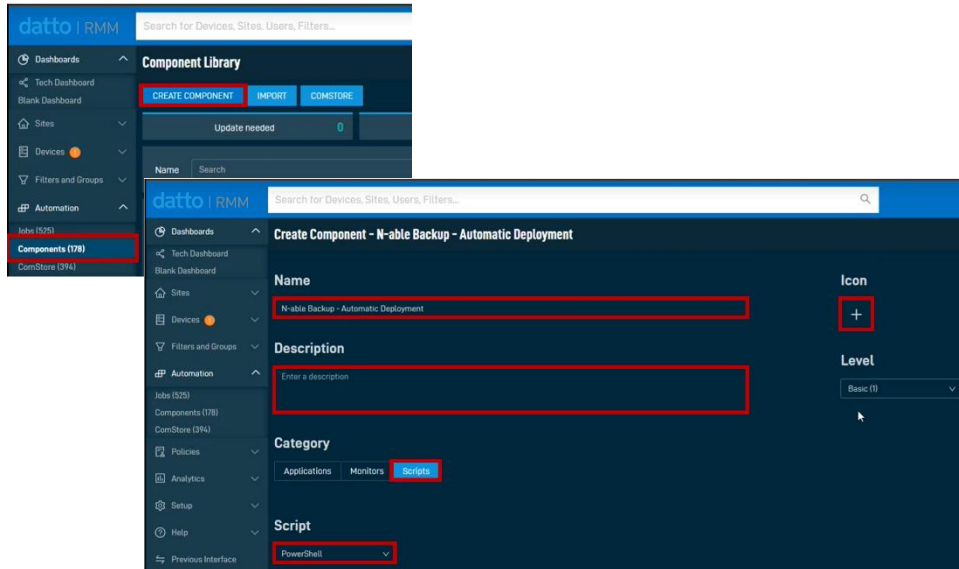 datto | RMM
Search for Devices, Sites, Users, Filters...
Dashboards
Tech Dashboard
Blank Dashboard
Sites
Devices
Filters and Groups
Automation
Jobs (525)
Components (178)
ComStore (394)
Component Library
CREATE COMPONENT IMPORT COMSTORE
Update needed 0
Name Search
datto | RMM
Search for Devices, Sites, Users, Filters...
Dashboards
Tech Dashboard
Blank Dashboard
Sites
Devices
Filters and Groups
Automation
Jobs (525)
Components (178)
ComStore (394)
Policies
Analytics
Setup
Help
Previous Interface
Create Component - N-able Backup - Automatic Deployment
Name
N-able Backup - Automatic Deployment
Icon
Description
Enter a description
Level
Basic (1)
Category
Applications Monitors Scripts
Script
PowerShell